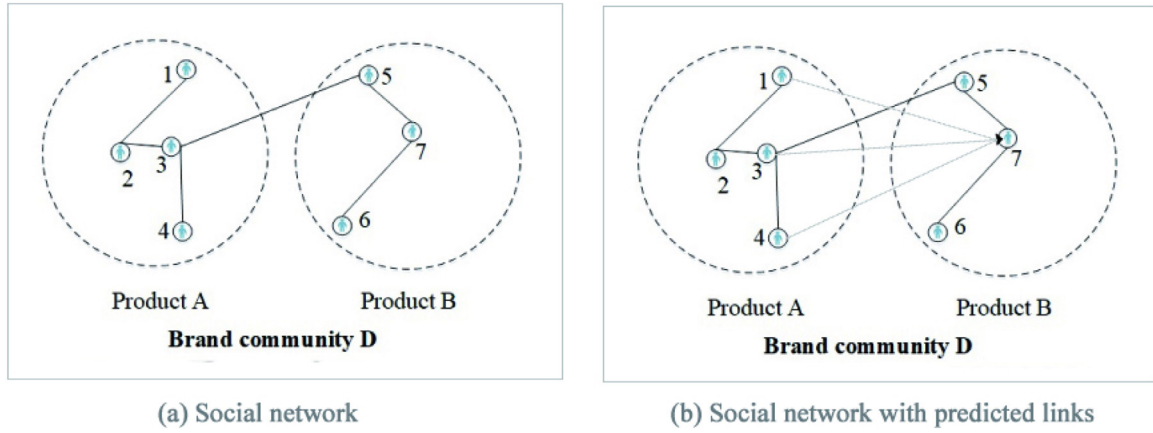 1
5
2
3
7
4
6
Product A
Product B
Brand community D
(a) Social network
1
5
2
3
7
4
6
Product A
Product B
Brand community D
(b) Social network with predicted links